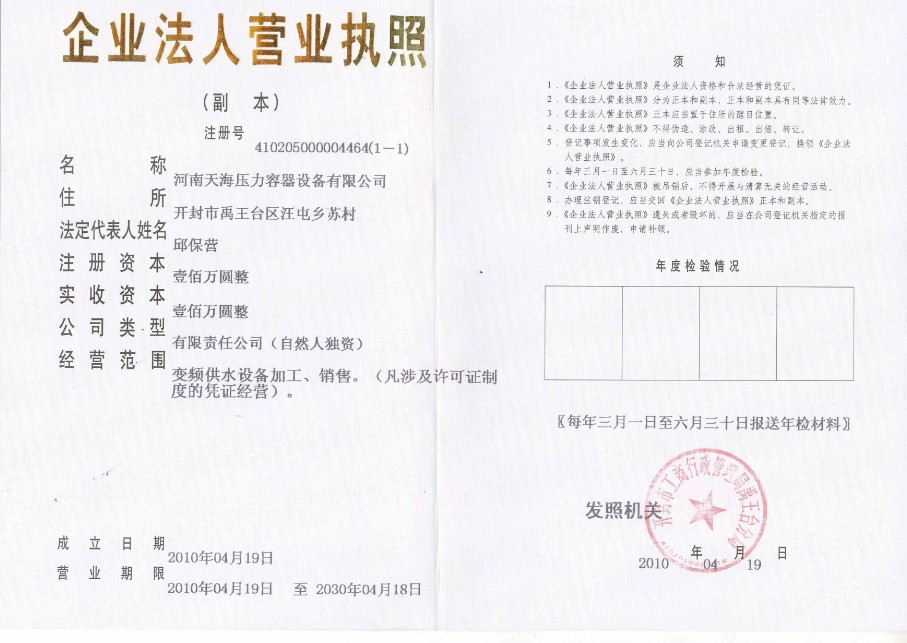 企业法人营业执照
（副 本）
注册号
410205000004464(1-1)
名 称
河南天海压力容器设备有限公司
住 所
开封市禹王台区汪屯乡苏村
法定代表人姓名
邱保营
注 册 资 本
壹佰万圆整
实 收 资 本
壹佰万圆整
公 司 类 型
有限责任公司（自然人独资）
经 营 范 围
变频供水设备加工、销售。（凡涉及许可证制
度的凭证经营）。
成 立 日 期
2010年04月19日
营 业 期 限
2010年04月19日 至 2030年04月18日
须 知
1．《企业法人营业执照》是企业法人资格和合法经营的凭证。
2．《企业法人营业执照》分为正本和副本，正本和副本具有同等法律效力。
3．《企业法人营业执照》正本应当置于住所的醒目位置。
4．《企业法人营业执照》不得伪造、涂改、出租、出借、转让。
5．登记事项发生变化，应当向公司登记机关申请变更登记，换领《企业法
人营业执照》。
6．每年三月一日至六月三十日，应当参加年度检验。
7．《企业法人营业执照》被吊销后，不得开展与清算无关的经营活动。
8．办理注销登记，应当交回《企业法人营业执照》正本和副本。
9．《企业法人营业执照》遗失或者毁坏的，应当在公司登记机关指定的报
刊上声明作废，申请补领。
年度检验情况
〖每年三月一日至六月三十日报送年检材料〗
发照机关
开封市工商行政管理局禹王台分局
年 月 日
2010 04 19